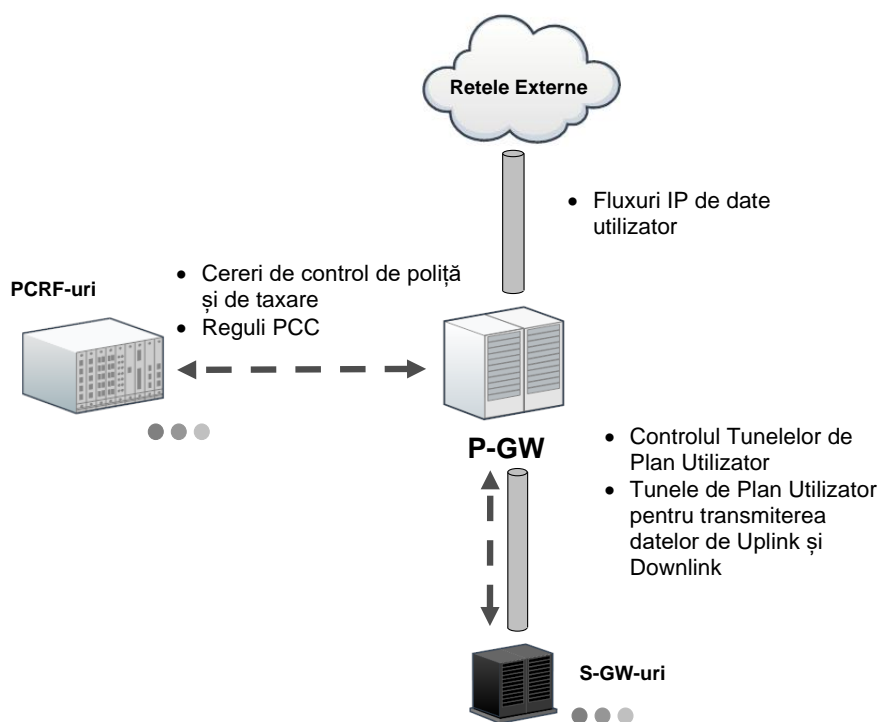 Retele Externe
• Fluxuri IP de date
utilizator
PCRF-uri
• Cereri de control de poliță
și de taxare
• Reguli PCC
P-GW
• Controlul Tunelelor de
Plan Utilizator
• Tunele de Plan Utilizator
pentru transmiterea
datelor de Uplink și
Downlink
S-GW-uri